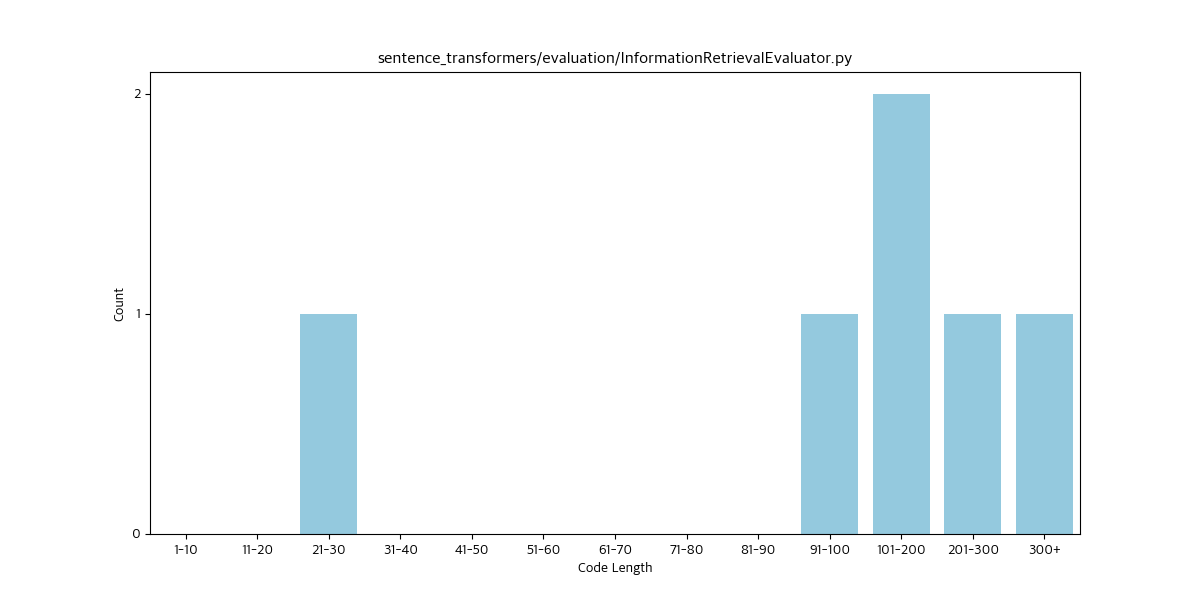 sentence_transformers/evaluation/InformationRetrievalEvaluator.py
Count
2
1
0
1-10 11-20 21-30 31-40 41-50 51-60 61-70 71-80 81-90 91-100 101-200 201-300 300+
Code Length